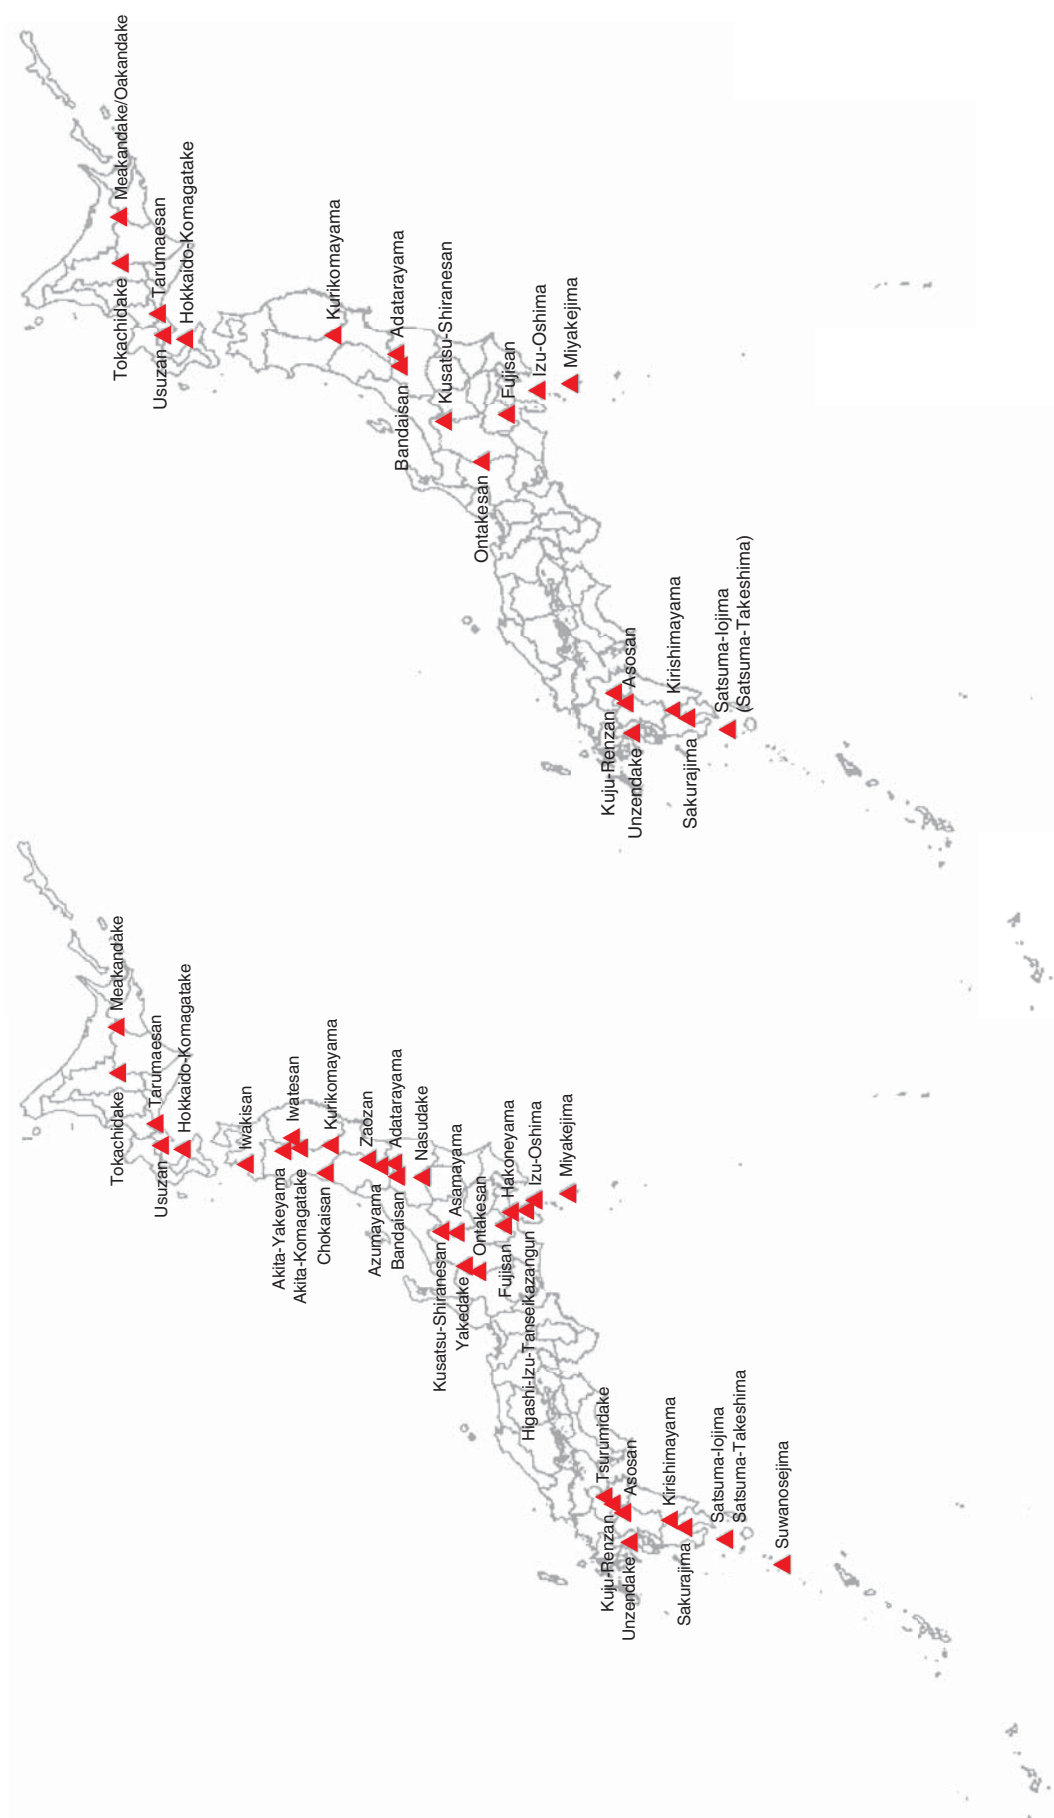 Meakandake/Oakandake
Tokachidake
Tarumaesan
Usuzan
Hokkaido-Komagatake
Kurikomayama
Adatarayama
Bandaisan
Kusatsu-Shiranesan
Ontakesan
Fujisan
Izu-Oshima
Miyakejima
Kuju-Renzan
Asosan
Unzendake
Kirishimayama
Sakurajima
Satsuma-Iojima
(Satsuma-Takeshima)
Meakandake
Tokachidake
Tarumaesan
Usuzan
Hokkaido-Komagatake
Iwakisan
Akita-Yakeyama
Iwatesan
Akita-Komagatake
Chokaisan
Kurikomayama
Zaozan
Azumayama
Adatarayama
Bandaisan
Nasudake
Kusatsu-Shiranesan
Asamayama
Yakedake
Ontakesan
Fujisan
Hakoneyama
Higashi-Izu-Tanseikazangun
Izu-Oshima
Miyakejima
Tsurumidake
Kuju-Renzan
Asosan
Unzendake
Kirishimayama
Sakurajima
Satsuma-Iojima
Satsuma-Takeshima
Suwanosejima